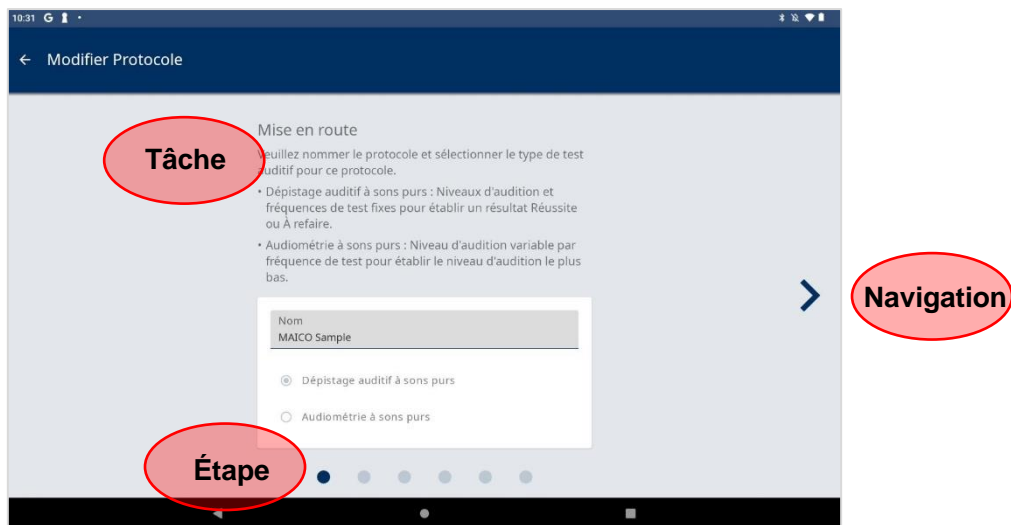 10:31 G
← Modifier Protocole
Mise en route
Tâche
Veuillez nommer le protocole et sélectionner le type de test
auditif pour ce protocole.
• Dépistage auditif à sons purs : Niveaux d'audition et
fréquences de test fixes pour établir un résultat Réussite
ou À refaire.
• Audiométrie à sons purs : Niveau d'audition variable par
fréquence de test pour établir le niveau d'audition le plus
bas.
Navigation
Nom
MAICO Sample
Dépistage auditif à sons purs
Audiomètrie à sons purs
Étape